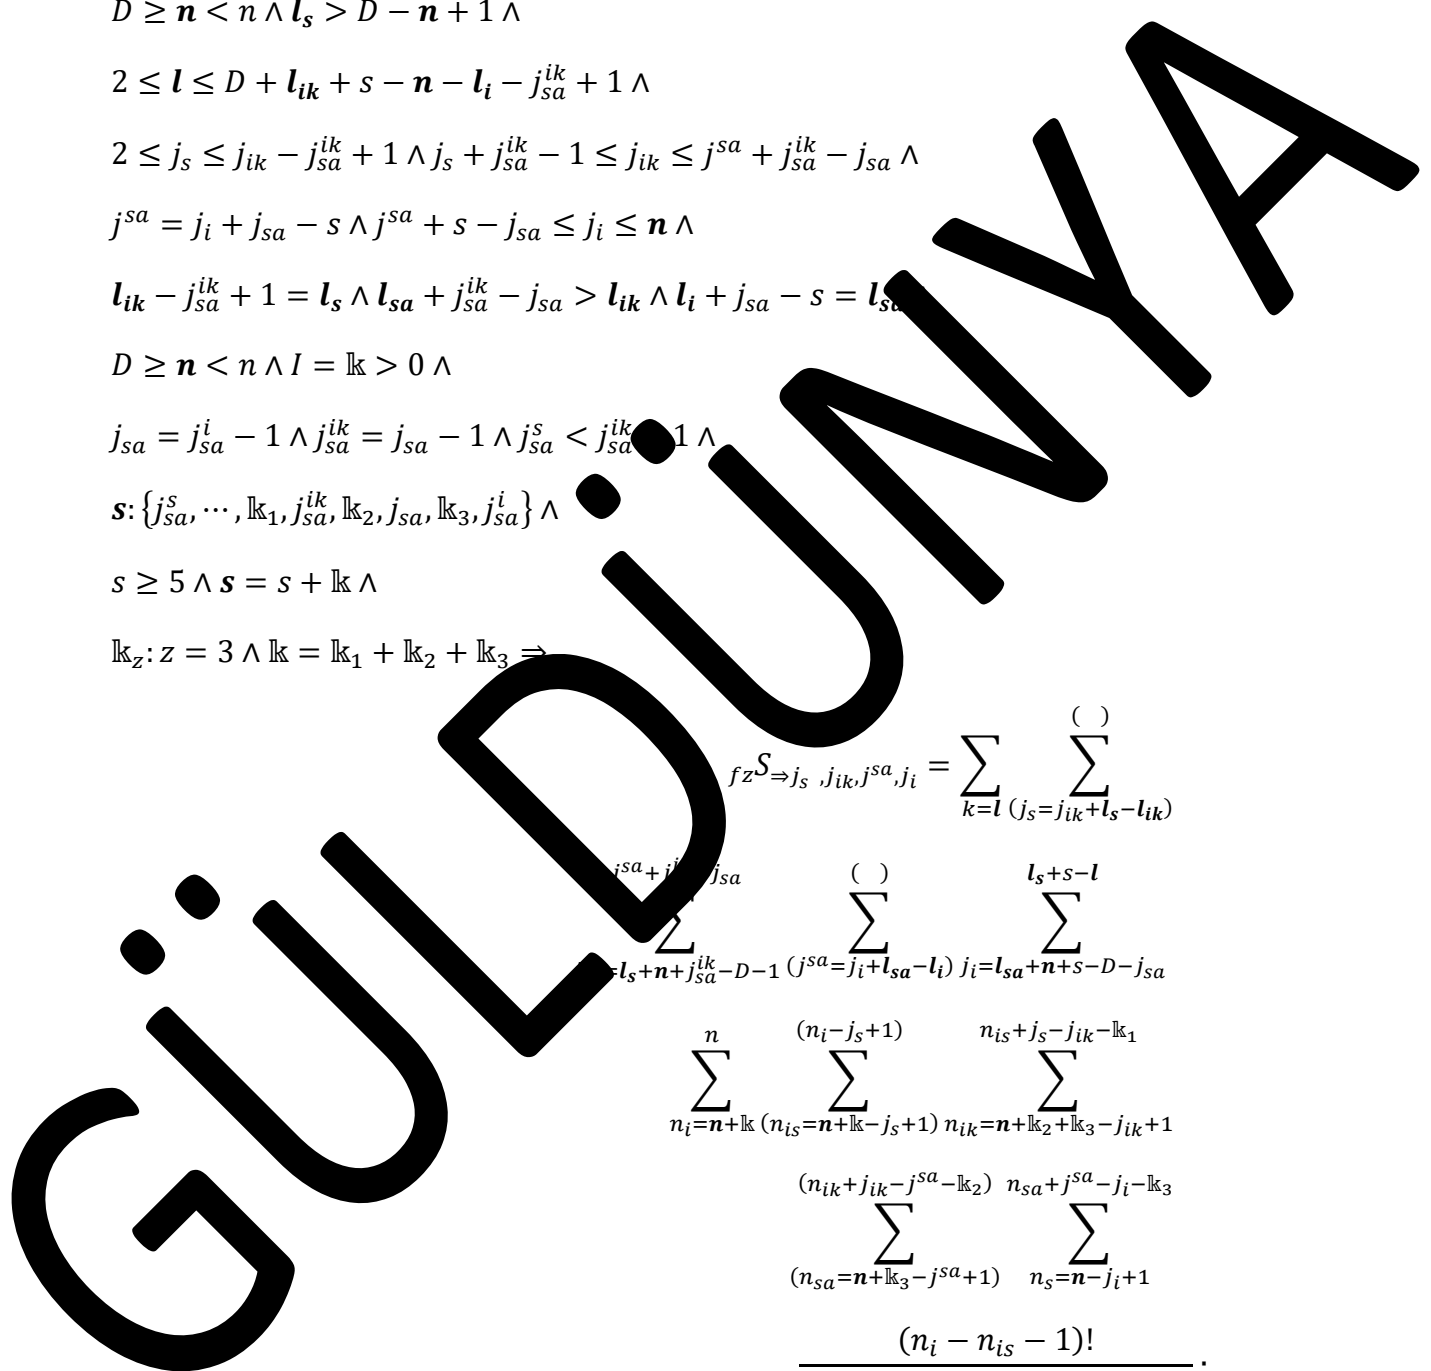 D ≥ n < n ∧ l_s > D − n + 1 ∧
2 ≤ l ≤ D + l_ik + s − n − l_i − j_sa^ik + 1 ∧
2 ≤ j_s ≤ j_ik − j_sa^ik + 1 ∧ j_s + j_sa^ik − 1 ≤ j_ik ≤ j^sa + j_sa^ik − j_sa ∧
j^sa = j_i + j_sa − s ∧ j^sa + s − j_sa ≤ j_i ≤ n ∧
l_ik − j_sa^ik + 1 = l_s ∧ l_sa + j_sa^ik − j_sa > l_ik ∧ l_i + j_sa − s = l_sa
D ≥ n < n ∧ I = 𝕜 > 0 ∧
j_sa = j_sa^i − 1 ∧ j_sa^ik = j_sa − 1 ∧ j_sa^s < j_sa^ik 1 ∧
s: {j_sa^s, ⋯, 𝕜_1, j_sa^ik, 𝕜_2, j_sa, 𝕜_3, j_sa^i} ∧
s ≥ 5 ∧ s = s + 𝕜 ∧
𝕜_z: z = 3 ∧ 𝕜 = 𝕜_1 + 𝕜_2 + 𝕜_3 ⇒
( )
fzS_⇒j_s ,j_ik,j^sa,j_i = ∑ ∑
k=l (j_s=j_ik+l_s−l_ik)
j^sa+j j_sa ( ) l_s+s−l
∑ ∑ ∑
=l_s+n+j_sa^ik−D−1 (j^sa=j_i+l_sa−l_i) j_i=l_sa+n+s−D−j_sa
n (n_i−j_s+1) n_is+j_s−j_ik−𝕜_1
∑ ∑ ∑
n_i=n+𝕜 (n_is=n+𝕜−j_s+1) n_ik=n+𝕜_2+𝕜_3−j_ik+1
(n_ik+j_ik−j^sa−𝕜_2) n_sa+j^sa−j_i−𝕜_3
∑ ∑
(n_sa=n+𝕜_3−j^sa+1) n_s=n−j_i+1
(n_i − n_is − 1)!
.
GÜLDÜNYA